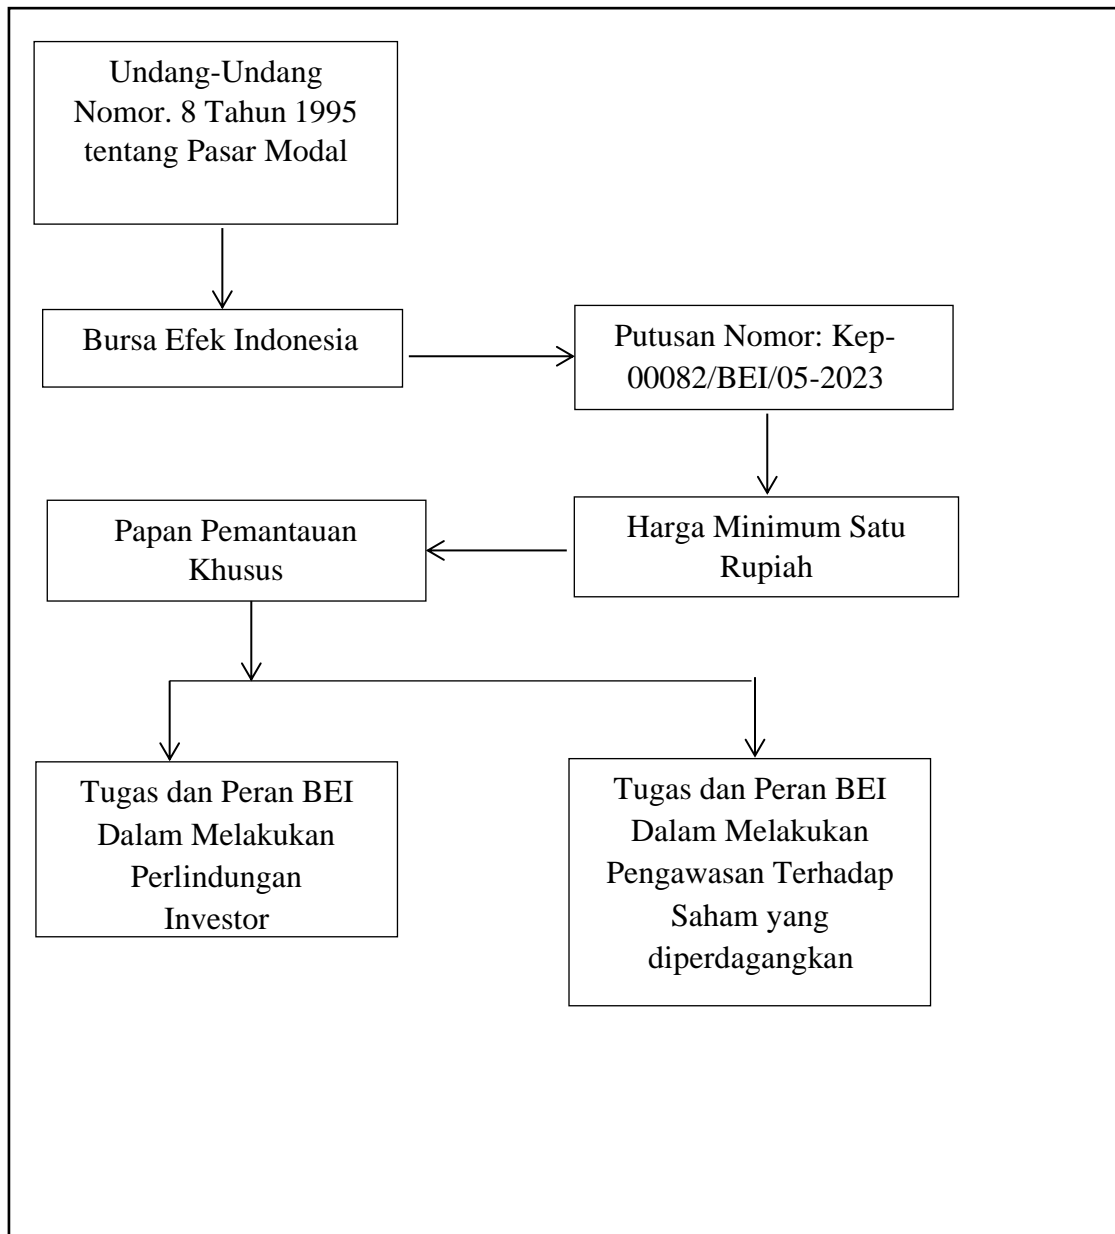 Undang-Undang
Nomor. 8 Tahun 1995
tentang Pasar Modal
Bursa Efek Indonesia
Putusan Nomor: Kep-
00082/BEI/05-2023
Harga Minimum Satu
Rupiah
Papan Pemantauan
Khusus
Tugas dan Peran BEI
Dalam Melakukan
Perlindungan
Investor
Tugas dan Peran BEI
Dalam Melakukan
Pengawasan Terhadap
Saham yang
diperdagangkan